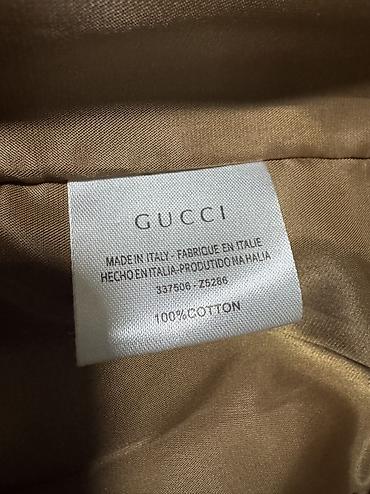 GUCCI
MADE IN ITALY - FABRIQUE EN ITALIE
HECHO EN ITALIA-PRODUTIDO NA HALIA
337506 - Z5286
100%COTTON